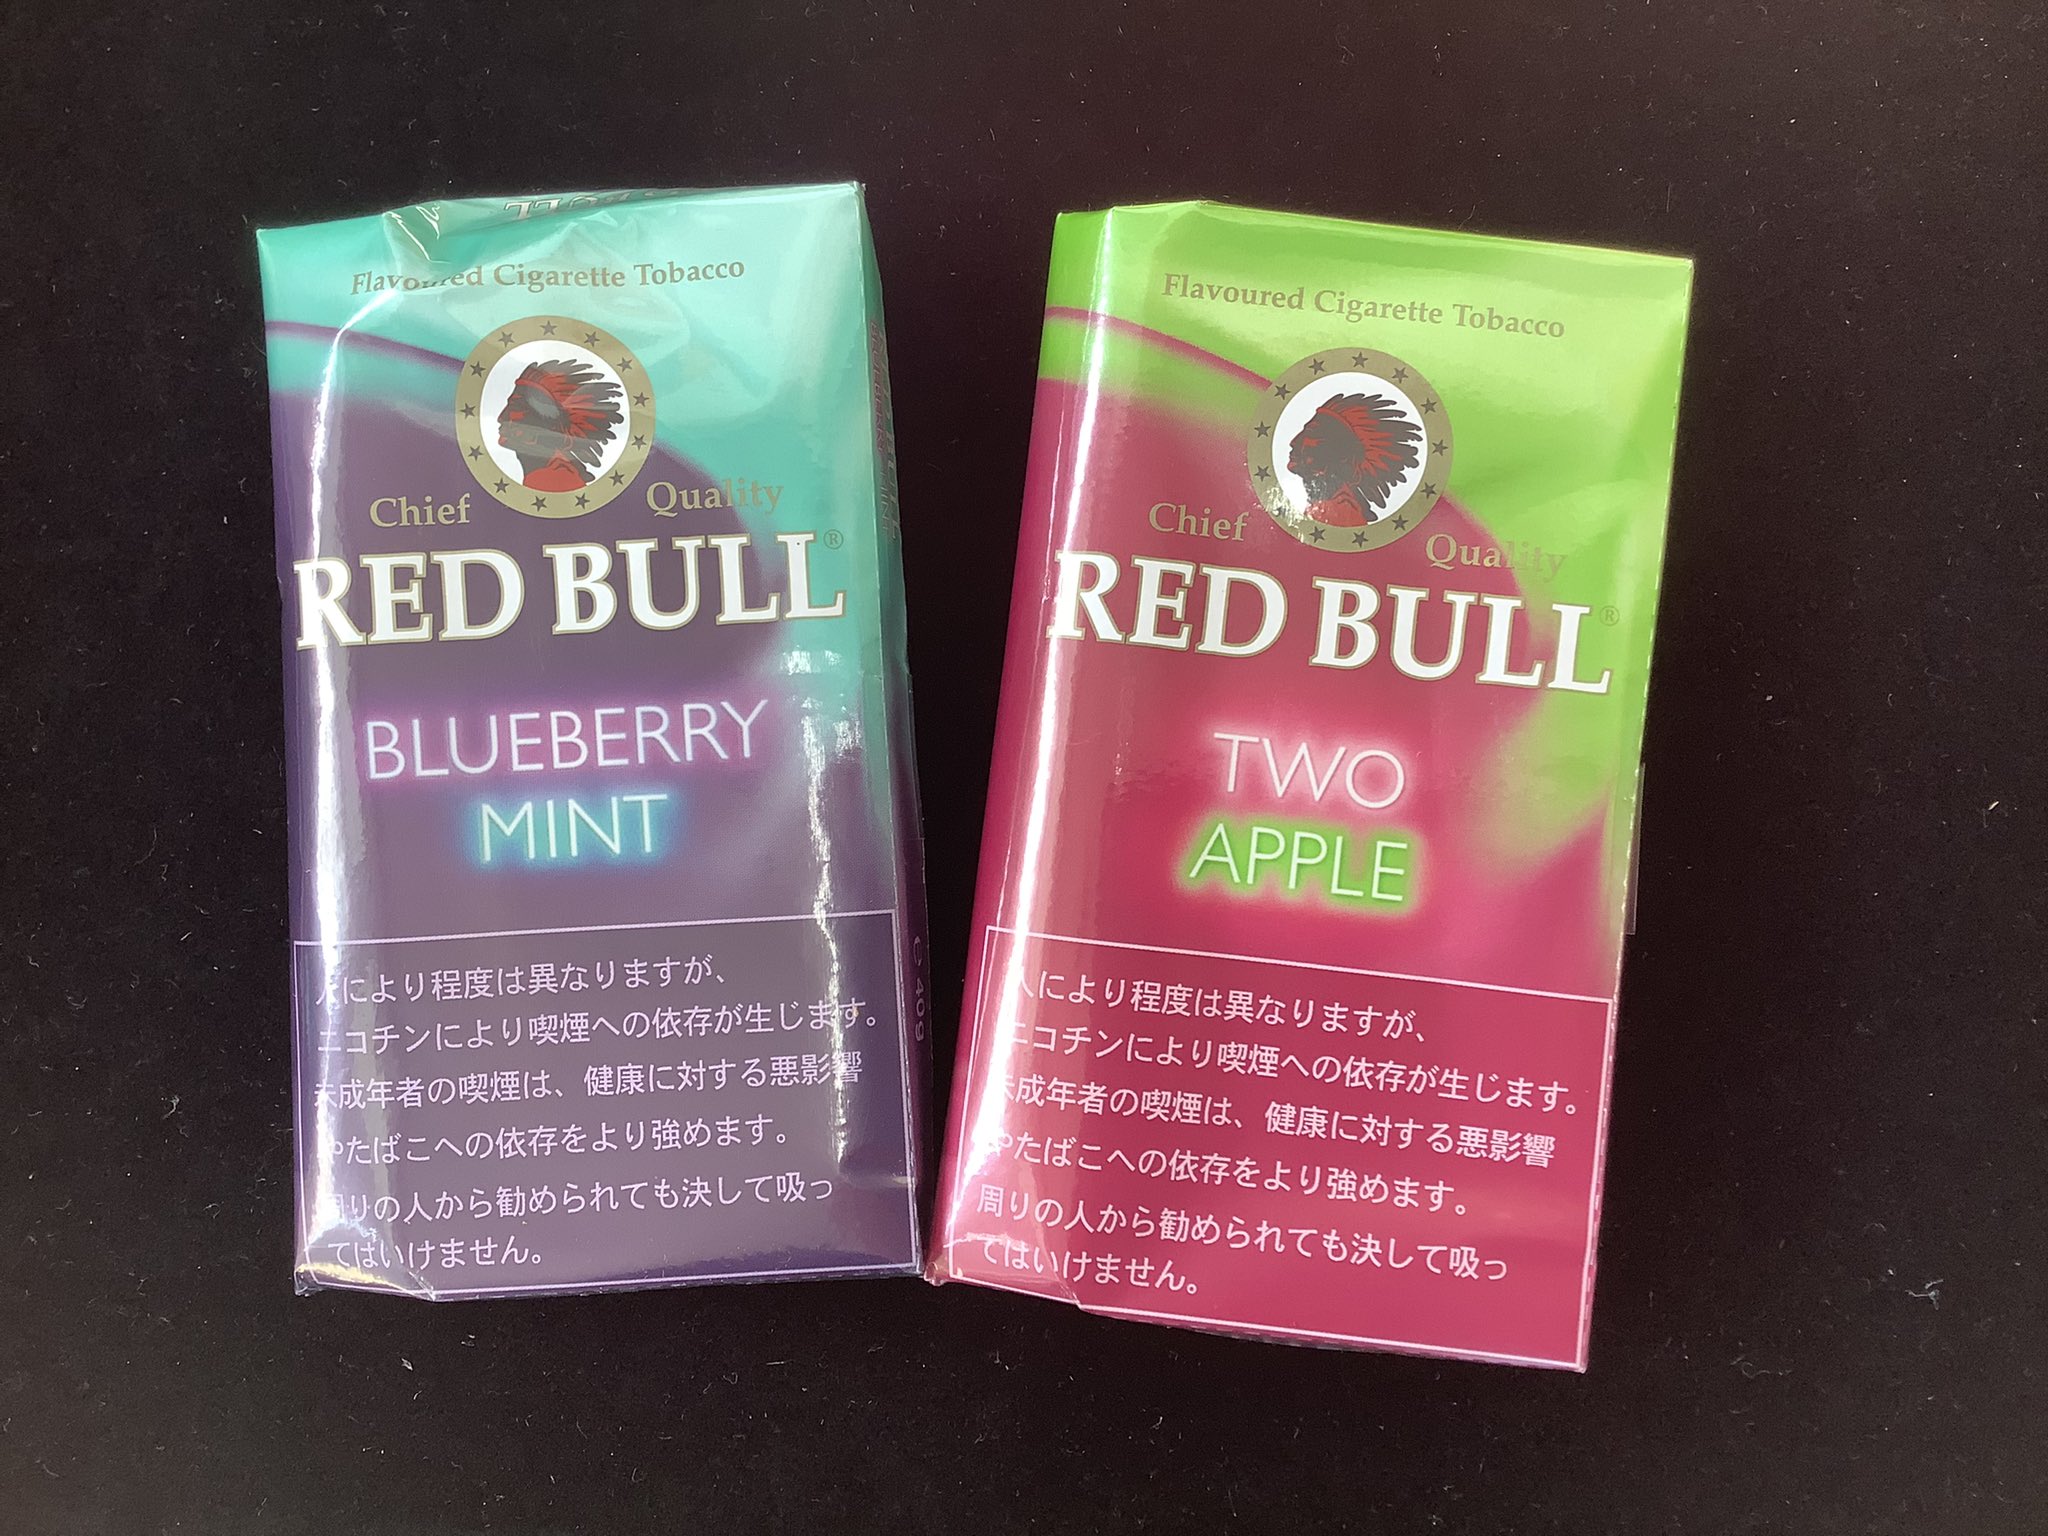 Flavoured Cigarette Tobacco
Chief Quality
RED BULL®
BLUEBERRY
MINT
人により程度は異なりますが、
ニコチンにより喫煙への依存が生じます。
未成年者の喫煙は、健康に対する悪影響
やたばこへの依存をより強めます。
周りの人から勧められても決して吸っ
てはいけません。
e 40g
Flavoured Cigarette Tobacco
Chief Quality
RED BULL®
TWO
APPLE
人により程度は異なりますが、
ニコチンにより喫煙への依存が生じます。
未成年者の喫煙は、健康に対する悪影響
やたばこへの依存をより強めます。
周りの人から勧められても決して吸っ
てはいけません。